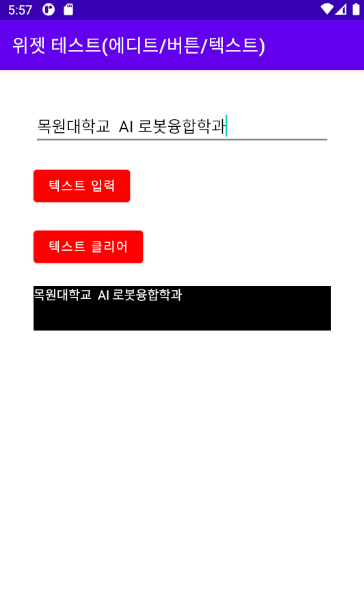 5:57
위젯 테스트(에디트/버튼/텍스트)
목원대학교  AI 로봇융합학과
텍스트 입력
텍스트 클리어
목원대학교  AI 로봇융합학과